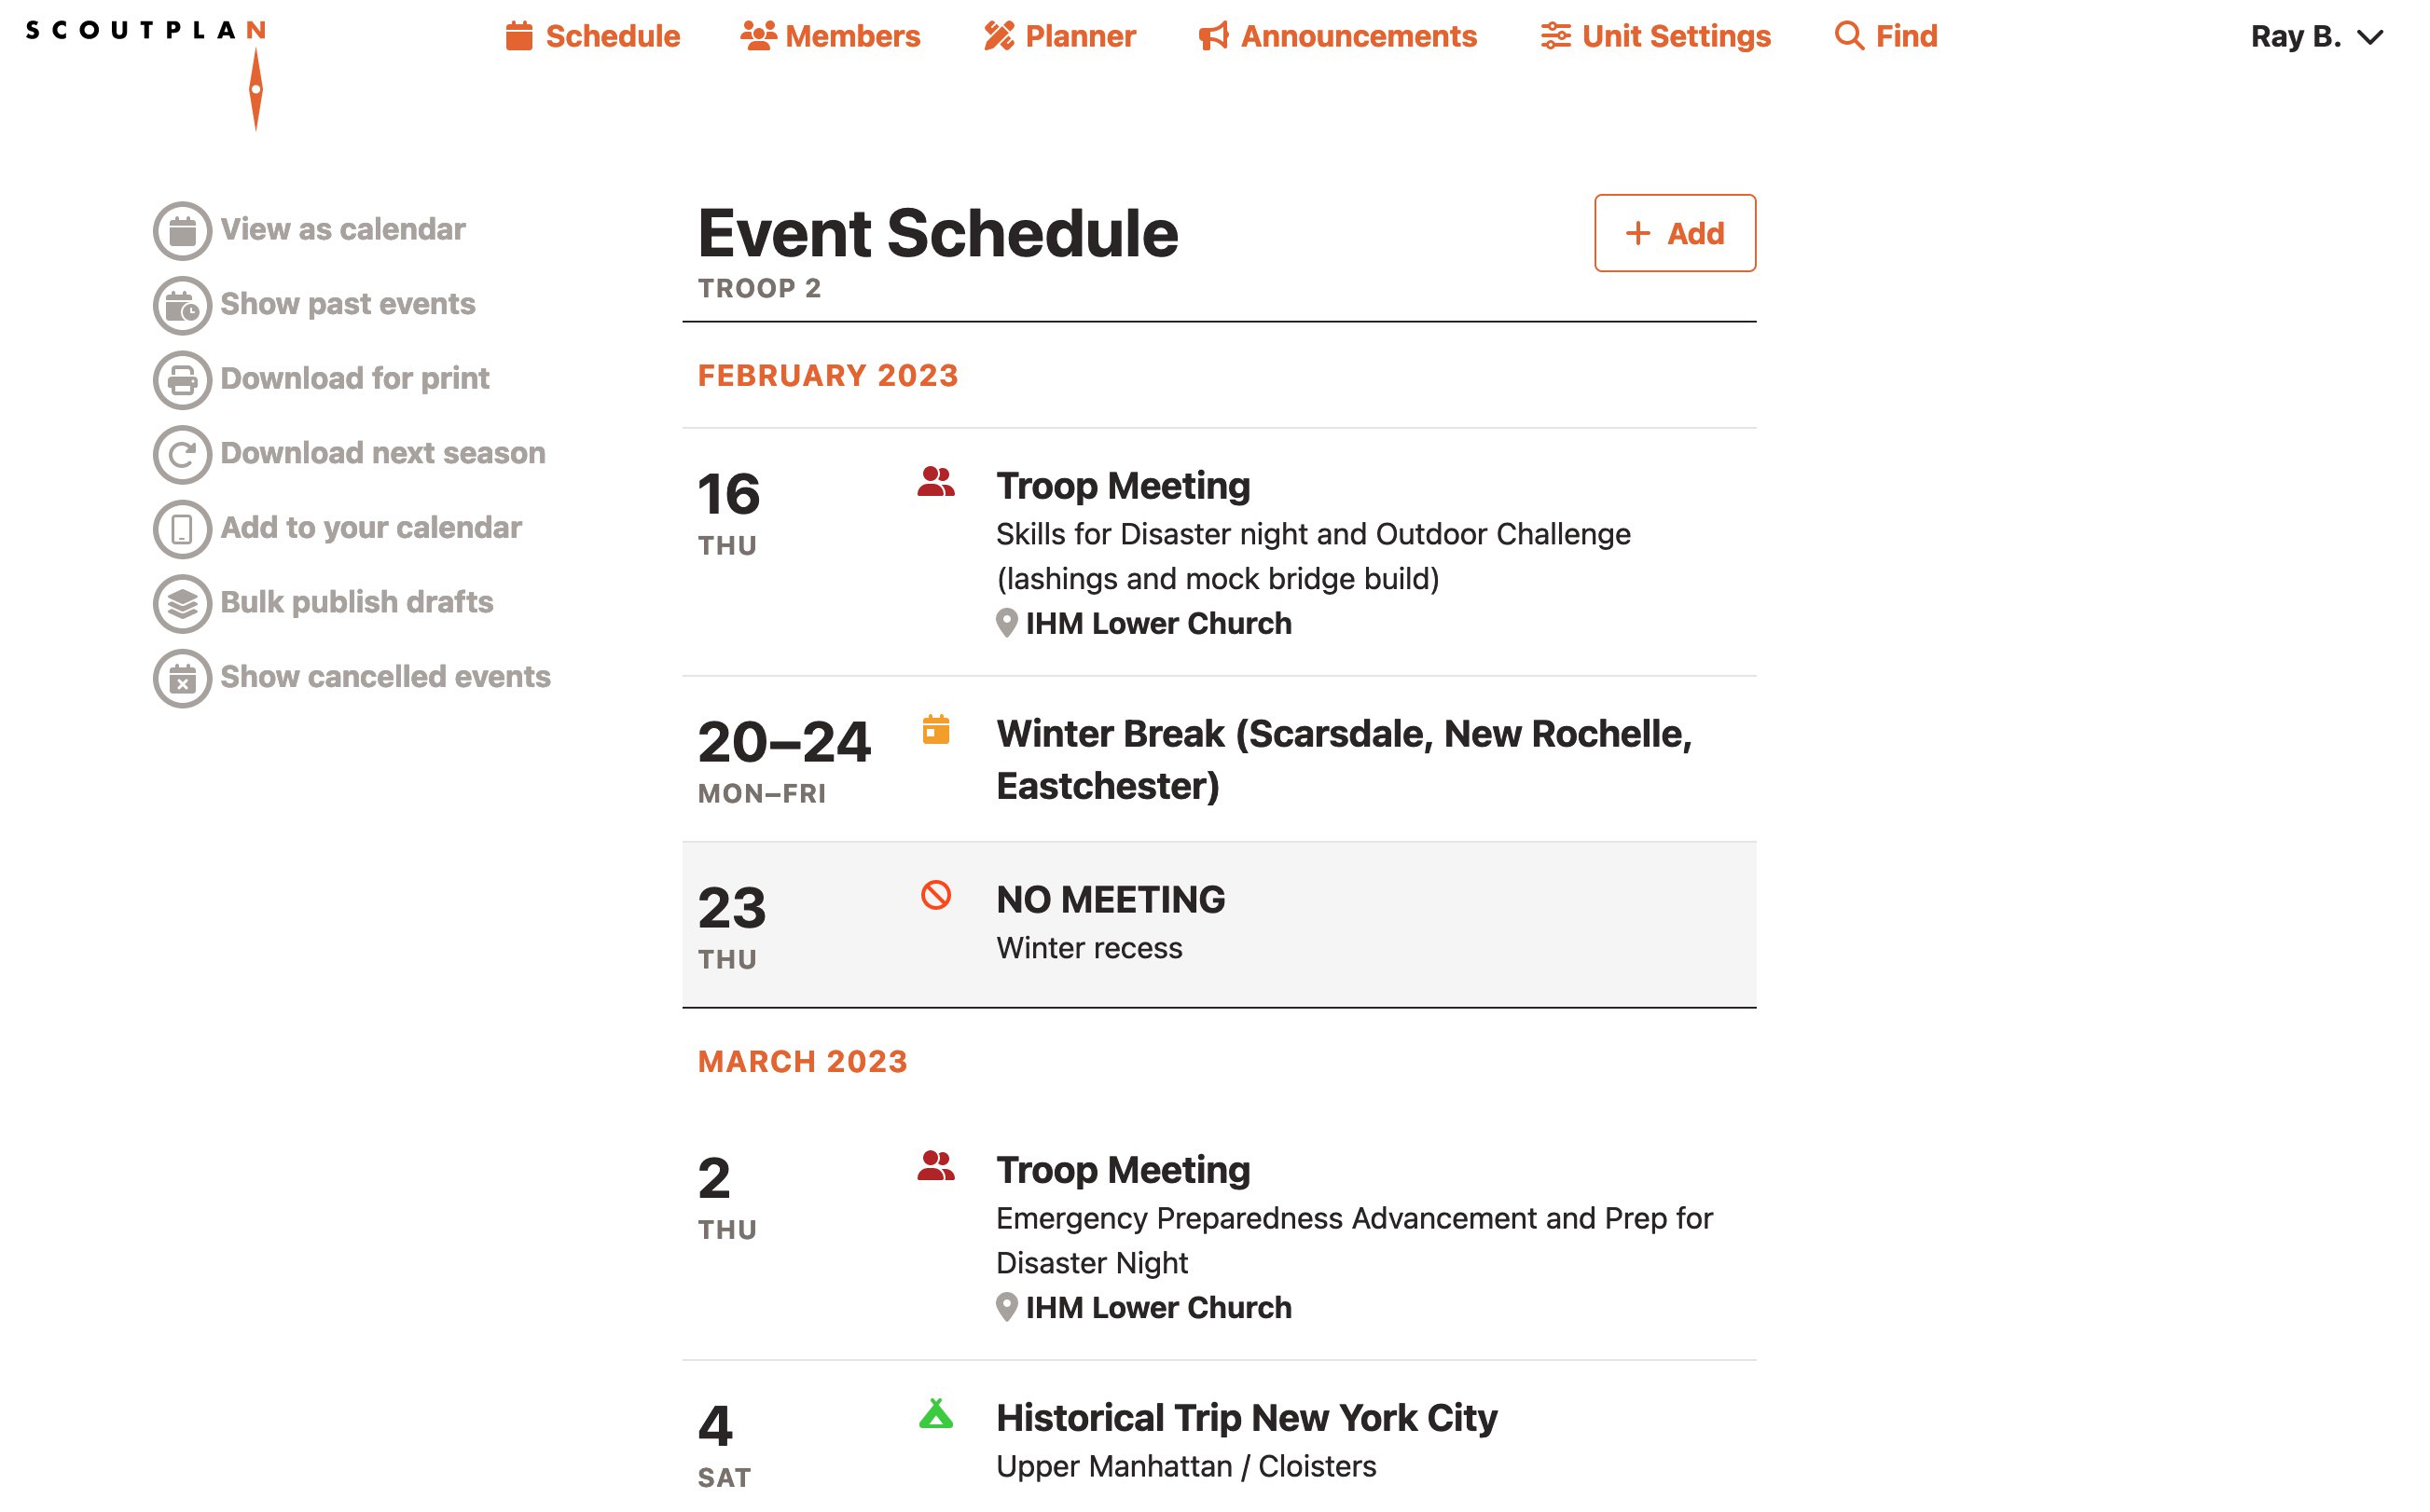 SCOUTPLAN
Schedule
Members
Planner
Announcements
Unit Settings
Find
Ray B.
View as calendar
Show past events
Download for print
Download next season
Add to your calendar
Bulk publish drafts
Show cancelled events
Event Schedule
Add
TROOP 2
FEBRUARY 2023
16
THU
Troop Meeting
Skills for Disaster night and Outdoor Challenge
(lashings and mock bridge build)
IHM Lower Church
20–24
MON–FRI
Winter Break (Scarsdale, New Rochelle,
Eastchester)
23
THU
NO MEETING
Winter recess
MARCH 2023
2
THU
Troop Meeting
Emergency Preparedness Advancement and Prep for
Disaster Night
IHM Lower Church
4
SAT
Historical Trip New York City
Upper Manhattan / Cloisters